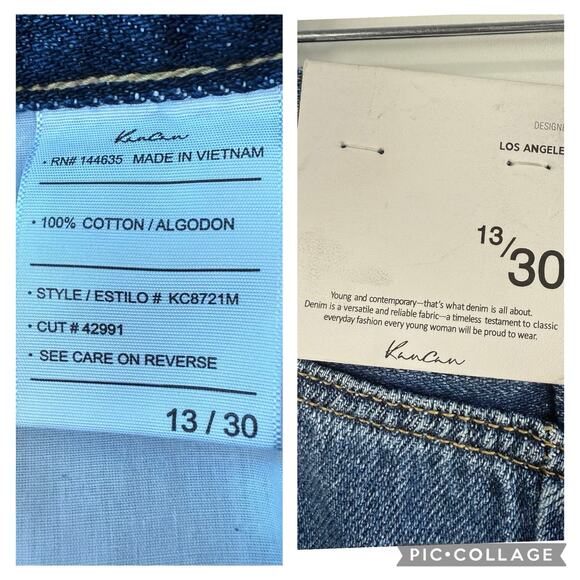 KanCan
• RN# 144635 MADE IN VIETNAM
• 100% COTTON / ALGODON
• STYLE / ESTILO # KC8721M
• CUT # 42991
• SEE CARE ON REVERSE
13 / 30
DESIGNE
LOS ANGELE
13/30
Young and contemporary—that's what denim is all about.
Denim is a versatile and reliable fabric—a timeless testament to classic
everyday fashion every young woman will be proud to wear.
KanCan
PIC•COLLAGE